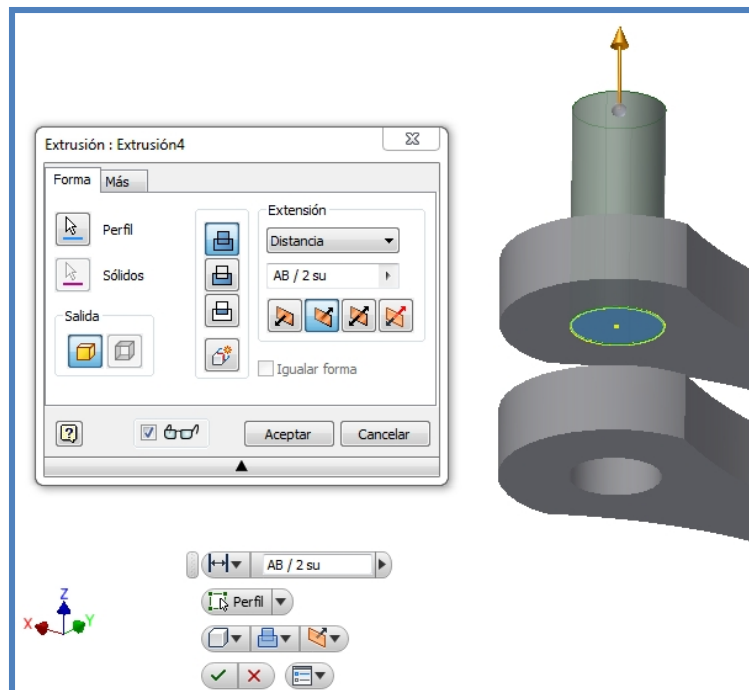 Extrusión : Extrusión4
Forma Más
Perfil
Sólidos
Salida
Extensión
Distancia
AB / 2 su
Igualar forma
Aceptar Cancelar
AB / 2 su
Perfil
Z
X Y